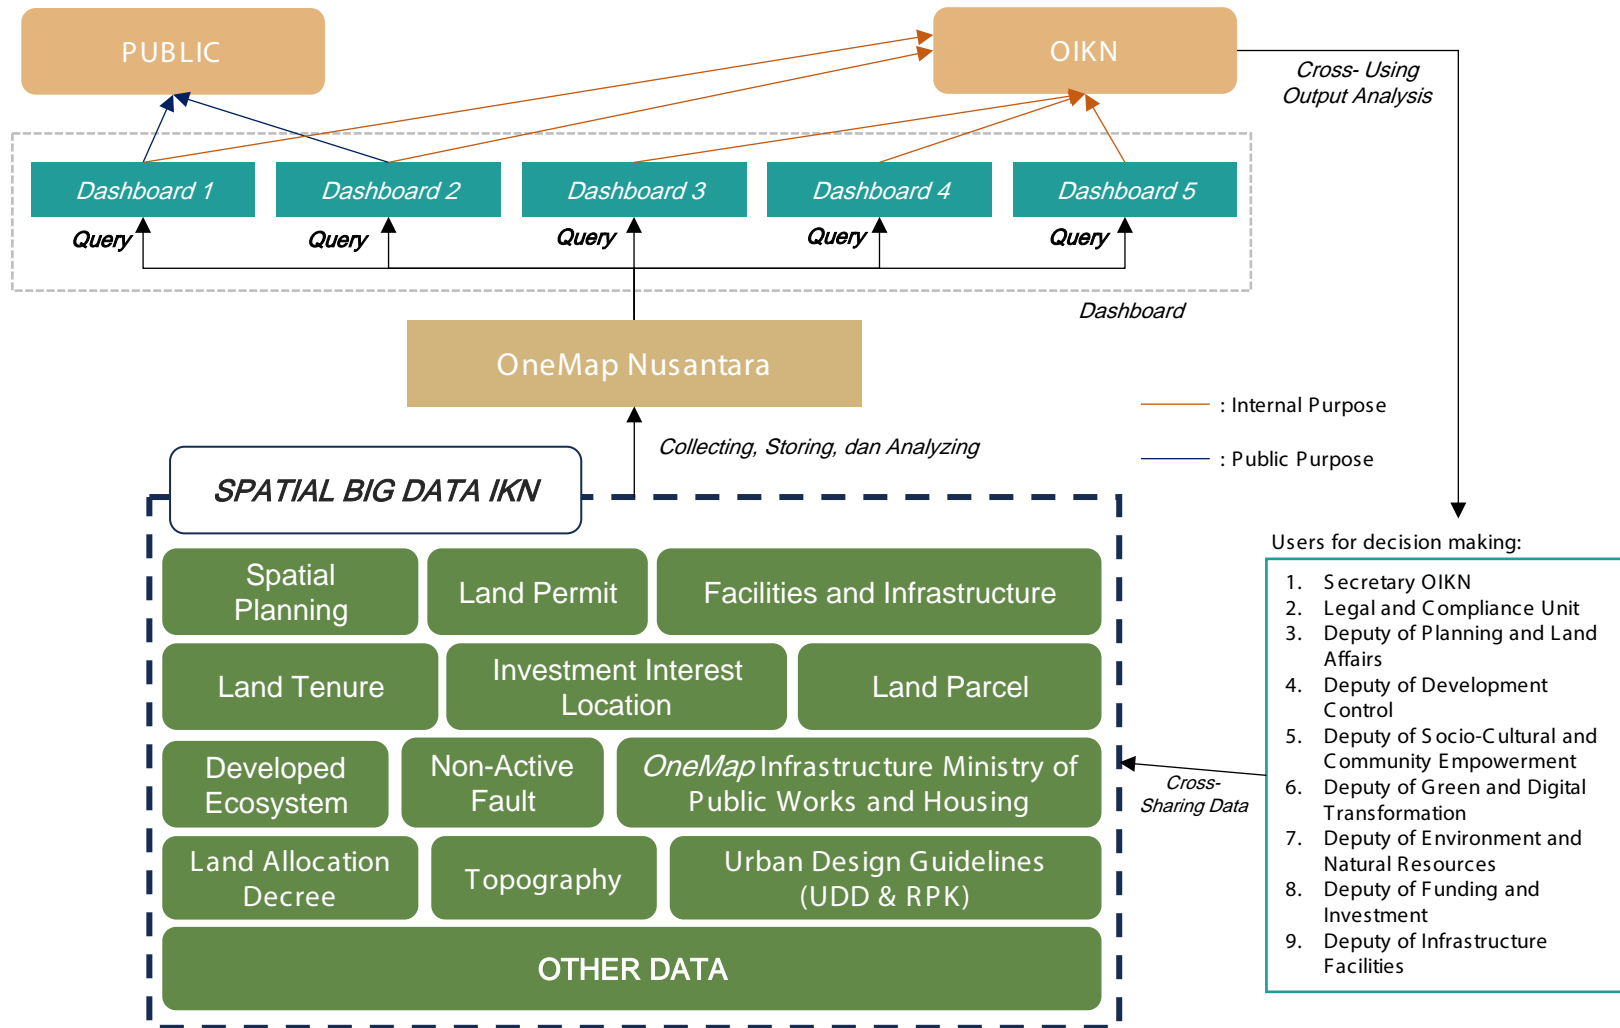 PUBLIC
OIKN
Cross- Using
Output Analysis
Dashboard 1
Dashboard 2
Dashboard 3
Dashboard 4
Dashboard 5
Query
Query
Query
Query
Query
Dashboard
OneMap Nusantara
: Internal Purpose
: Public Purpose
Collecting, Storing, dan Analyzing
SPATIAL BIG DATA IKN
Spatial
Planning
Land Permit
Facilities and Infrastructure
Land Tenure
Investment Interest
Location
Land Parcel
Developed
Ecosystem
Non-Active
Fault
OneMap Infrastructure Ministry of
Public Works and Housing
Land Allocation
Decree
Topography
Urban Design Guidelines
(UDD & RPK)
OTHER DATA
Cross-
Sharing Data
Users for decision making:
1. Secretary OIKN
2. Legal and Compliance Unit
3. Deputy of Planning and Land
Affairs
4. Deputy of Development
Control
5. Deputy of Socio-Cultural and
Community Empowerment
6. Deputy of Green and Digital
Transformation
7. Deputy of Environment and
Natural Resources
8. Deputy of Funding and
Investment
9. Deputy of Infrastructure
Facilities